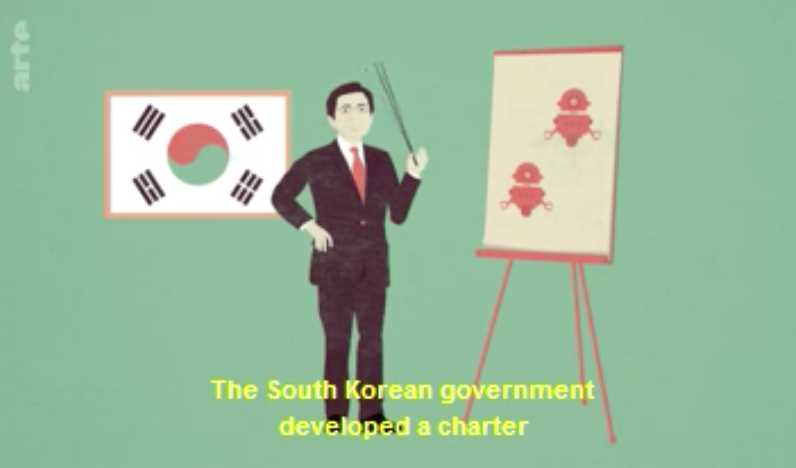 arte
The South Korean government
developed a charter